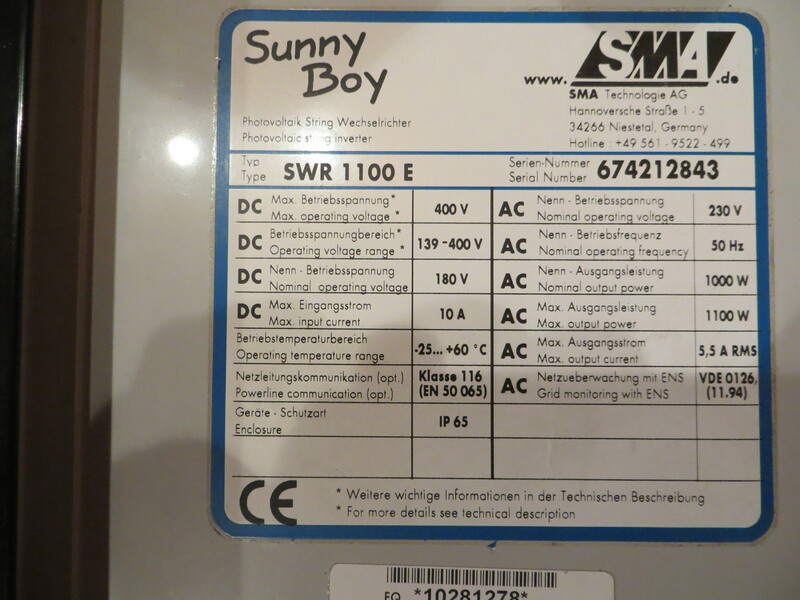 Sunny
Boy
www.SMA.de
SMA Technologie AG
Hannoversche Straße 1 - 5
34266 Niestetal, Germany
Hotline : +49 561 - 9522 - 499
Photovoltaik String Wechselrichter
Photovoltaic string inverter
Typ
Type SWR 1100 E
Serien-Nummer
Serial Number 674212843
DC Max. Betriebsspannung*
Max. operating voltage * 400 V
AC Nenn - Betriebsspannung
Nominal operating voltage 230 V
DC Betriebsspannungbereich*
Operating voltage range * 139 -400 V
AC Nenn - Betriebsfrequenz
Nominal operating frequency 50 Hz
DC Nenn - Betriebsspannung
Nominal operating voltage 180 V
AC Nenn - Ausgangsleistung
Nominal output power 1000 W
DC Max. Eingangsstrom
Max. input current 10 A
AC Max. Ausgangsleistung
Max. output power 1100 W
Betriebstemperaturbereich
Operating temperature range -25... +60 °C
AC Max. Ausgangsstrom
Max. output current 5,5 A RMS
Netzleitungskommunikation (opt.) Klasse 116
Powerline communication (opt.) (EN 50 065)
AC Netzueberwachung mit ENS VDE 0126,
Grid monitoring with ENS (11.94)
Geräte - Schutzart
Enclosure IP 65
CE
* Weitere wichtige Informationen in der Technischen Beschreibung
* For more details see technical description
EQ *10281278*